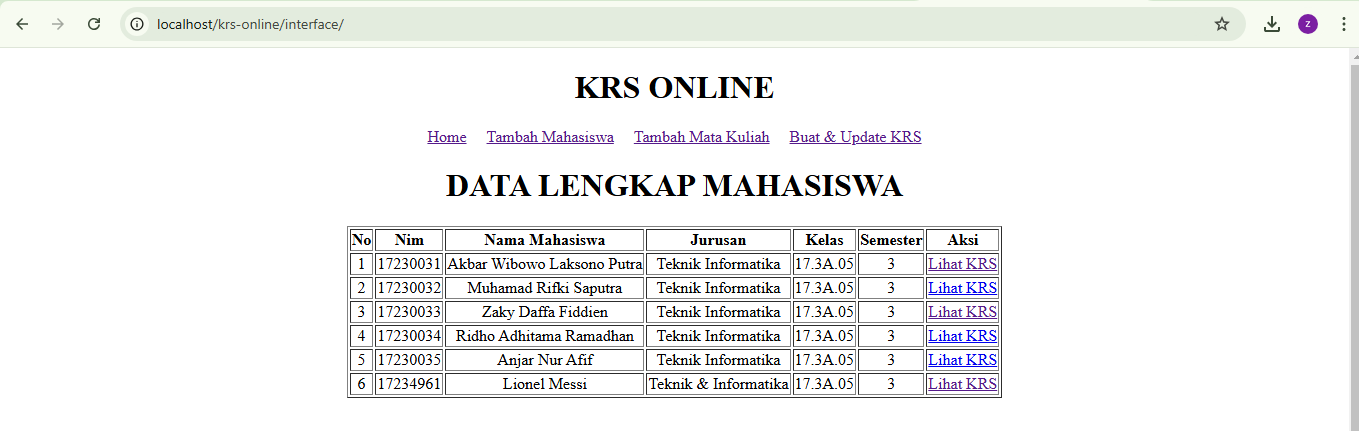 localhost/krs-online/interface/
z
KRS ONLINE
Home Tambah Mahasiswa Tambah Mata Kuliah Buat & Update KRS
DATA LENGKAP MAHASISWA
No Nim Nama Mahasiswa Jurusan Kelas Semester Aksi
1 17230031 Akbar Wibowo Laksono Putra Teknik Informatika 17.3A.05 3 Lihat KRS
2 17230032 Muhamad Rifki Saputra Teknik Informatika 17.3A.05 3 Lihat KRS
3 17230033 Zaky Daffa Fiddien Teknik Informatika 17.3A.05 3 Lihat KRS
4 17230034 Ridho Adhitama Ramadhan Teknik Informatika 17.3A.05 3 Lihat KRS
5 17230035 Anjar Nur Afif Teknik Informatika 17.3A.05 3 Lihat KRS
6 17234961 Lionel Messi Teknik & Informatika 17.3A.05 3 Lihat KRS